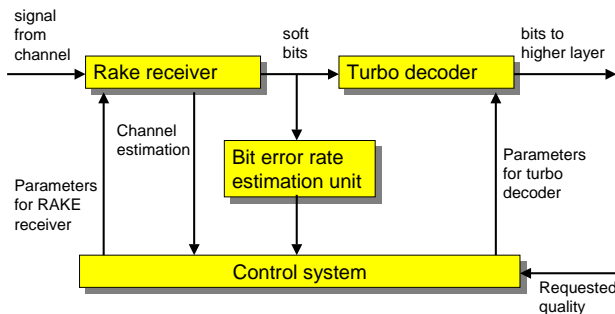 signal
from
channel
soft
bits
bits to
higher layer
Rake receiver
Turbo decoder
Channel
estimation
Bit error rate
estimation unit
Parameters
for turbo
decoder
Parameters
for RAKE
receiver
Control system
Requested
quality